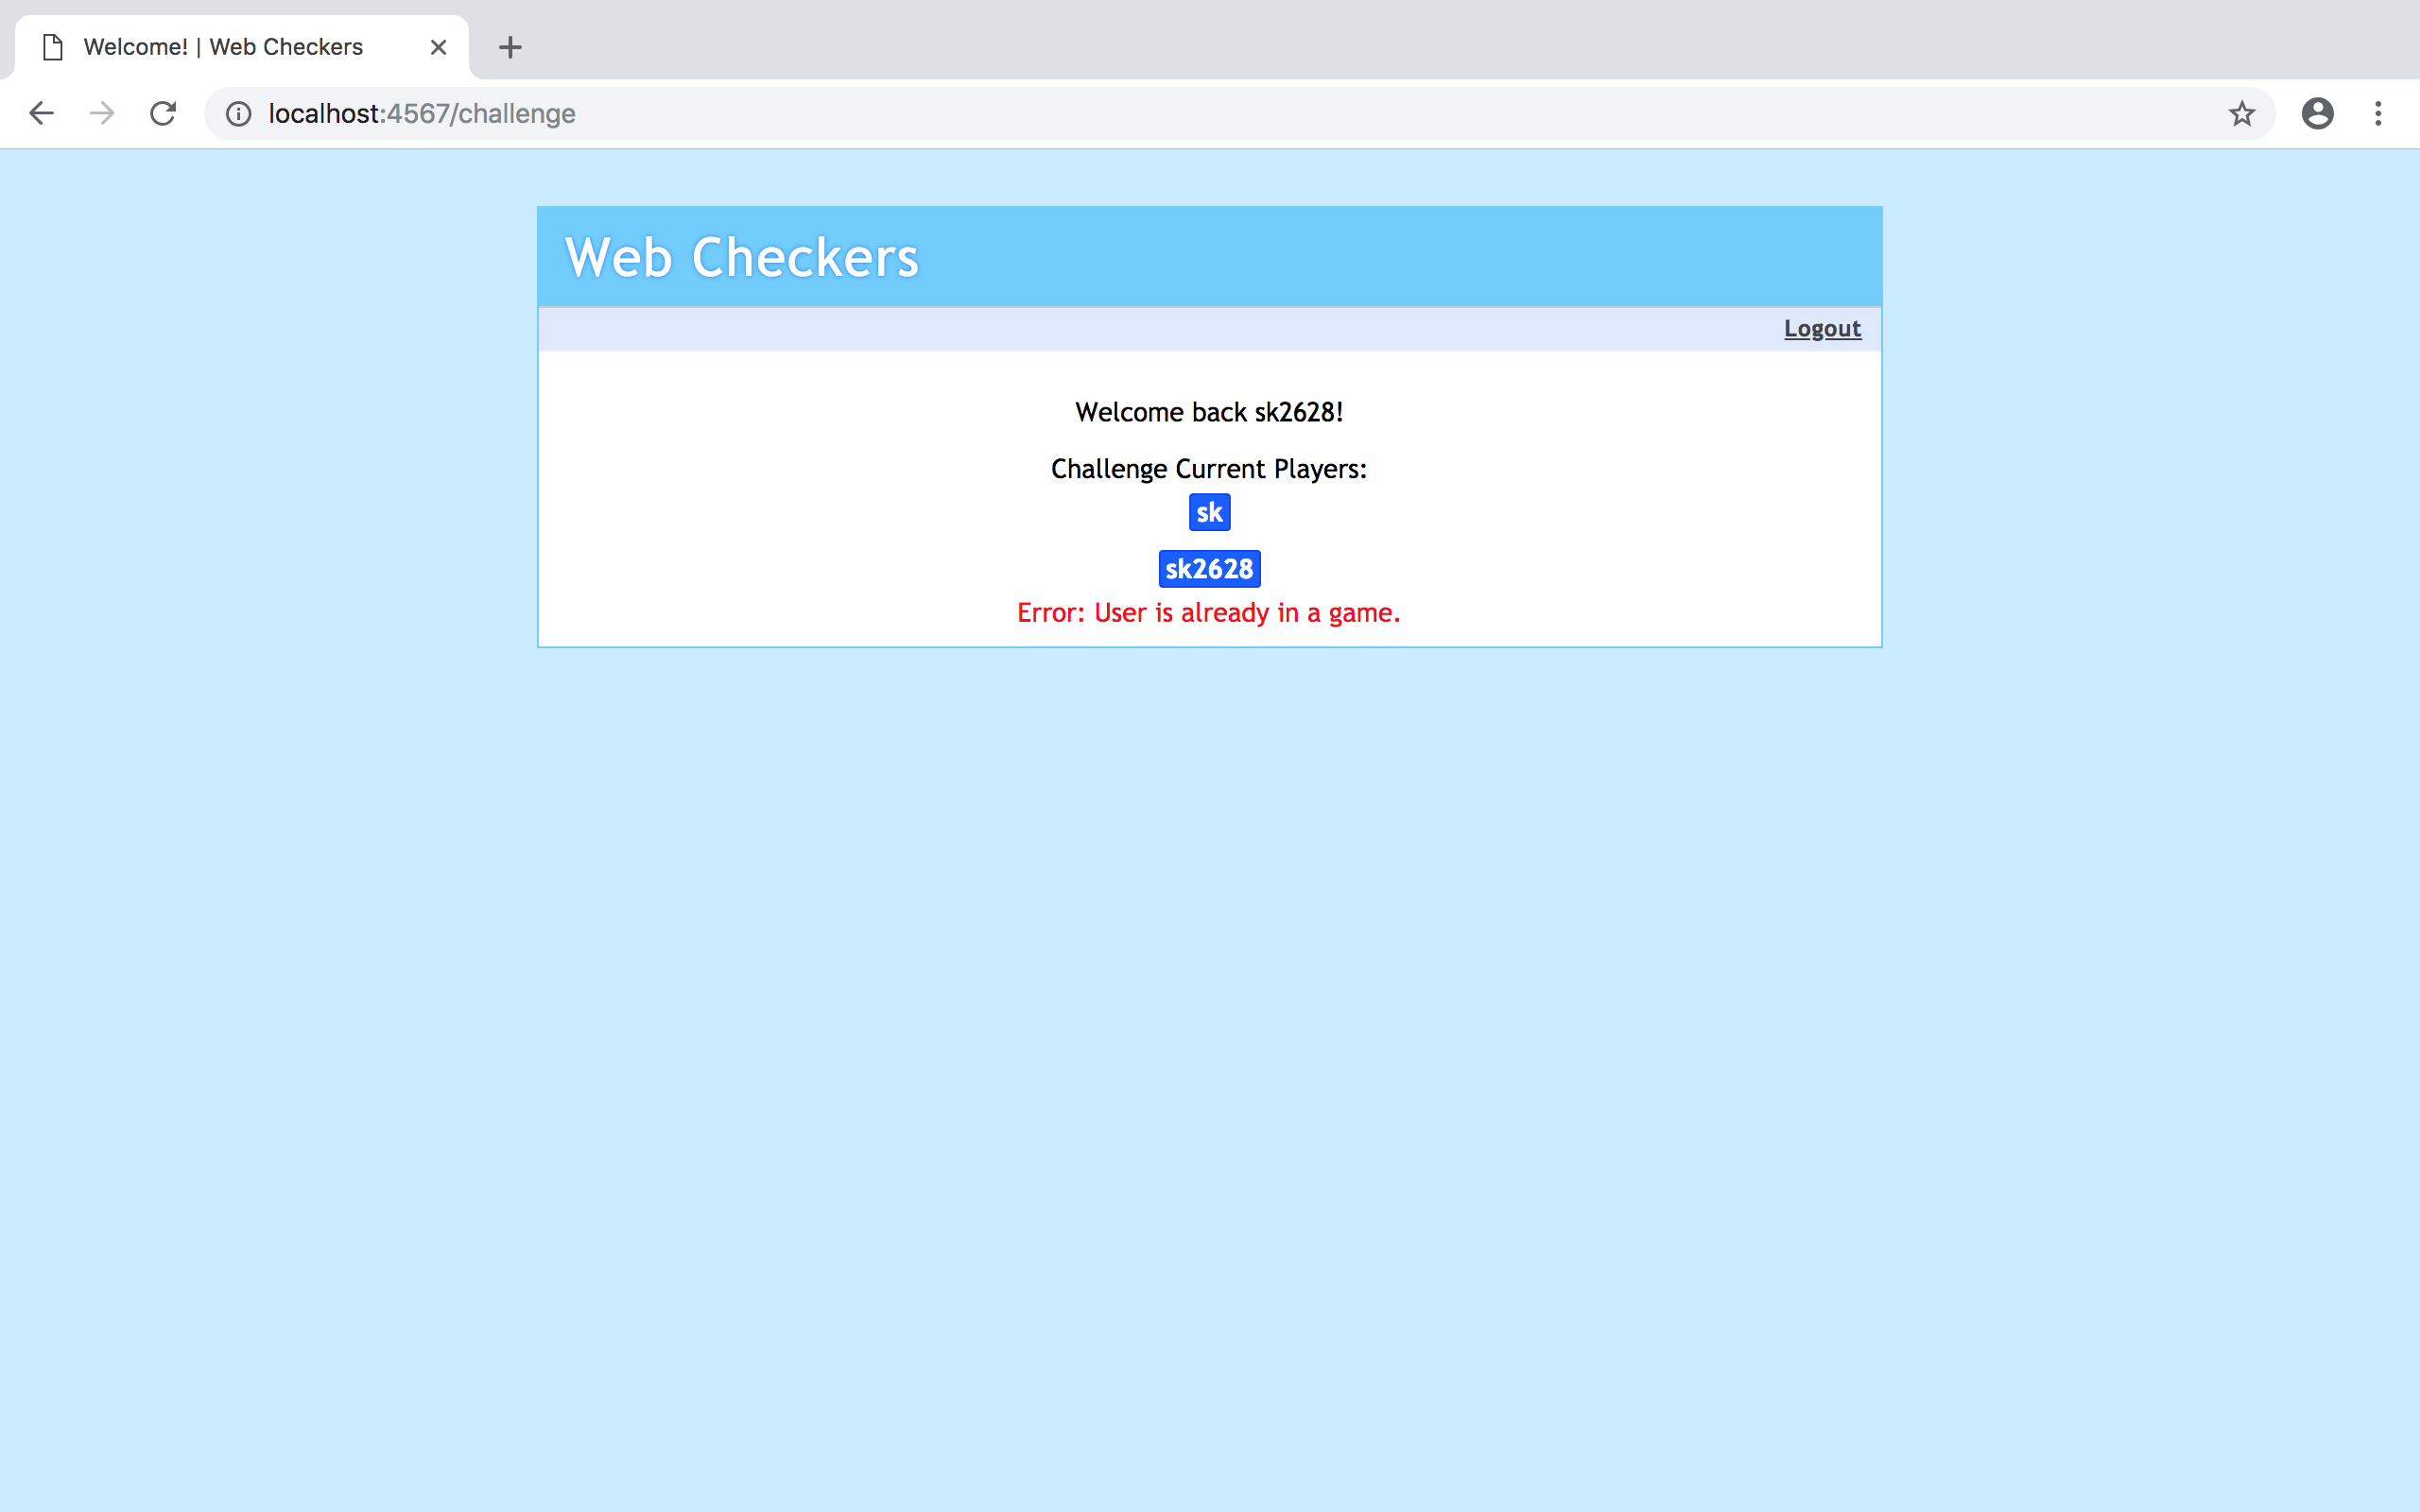 Welcome! | Web Checkers
localhost:4567/challenge
Web Checkers
Logout
Welcome back sk2628!
Challenge Current Players:
sk
sk2628
Error: User is already in a game.